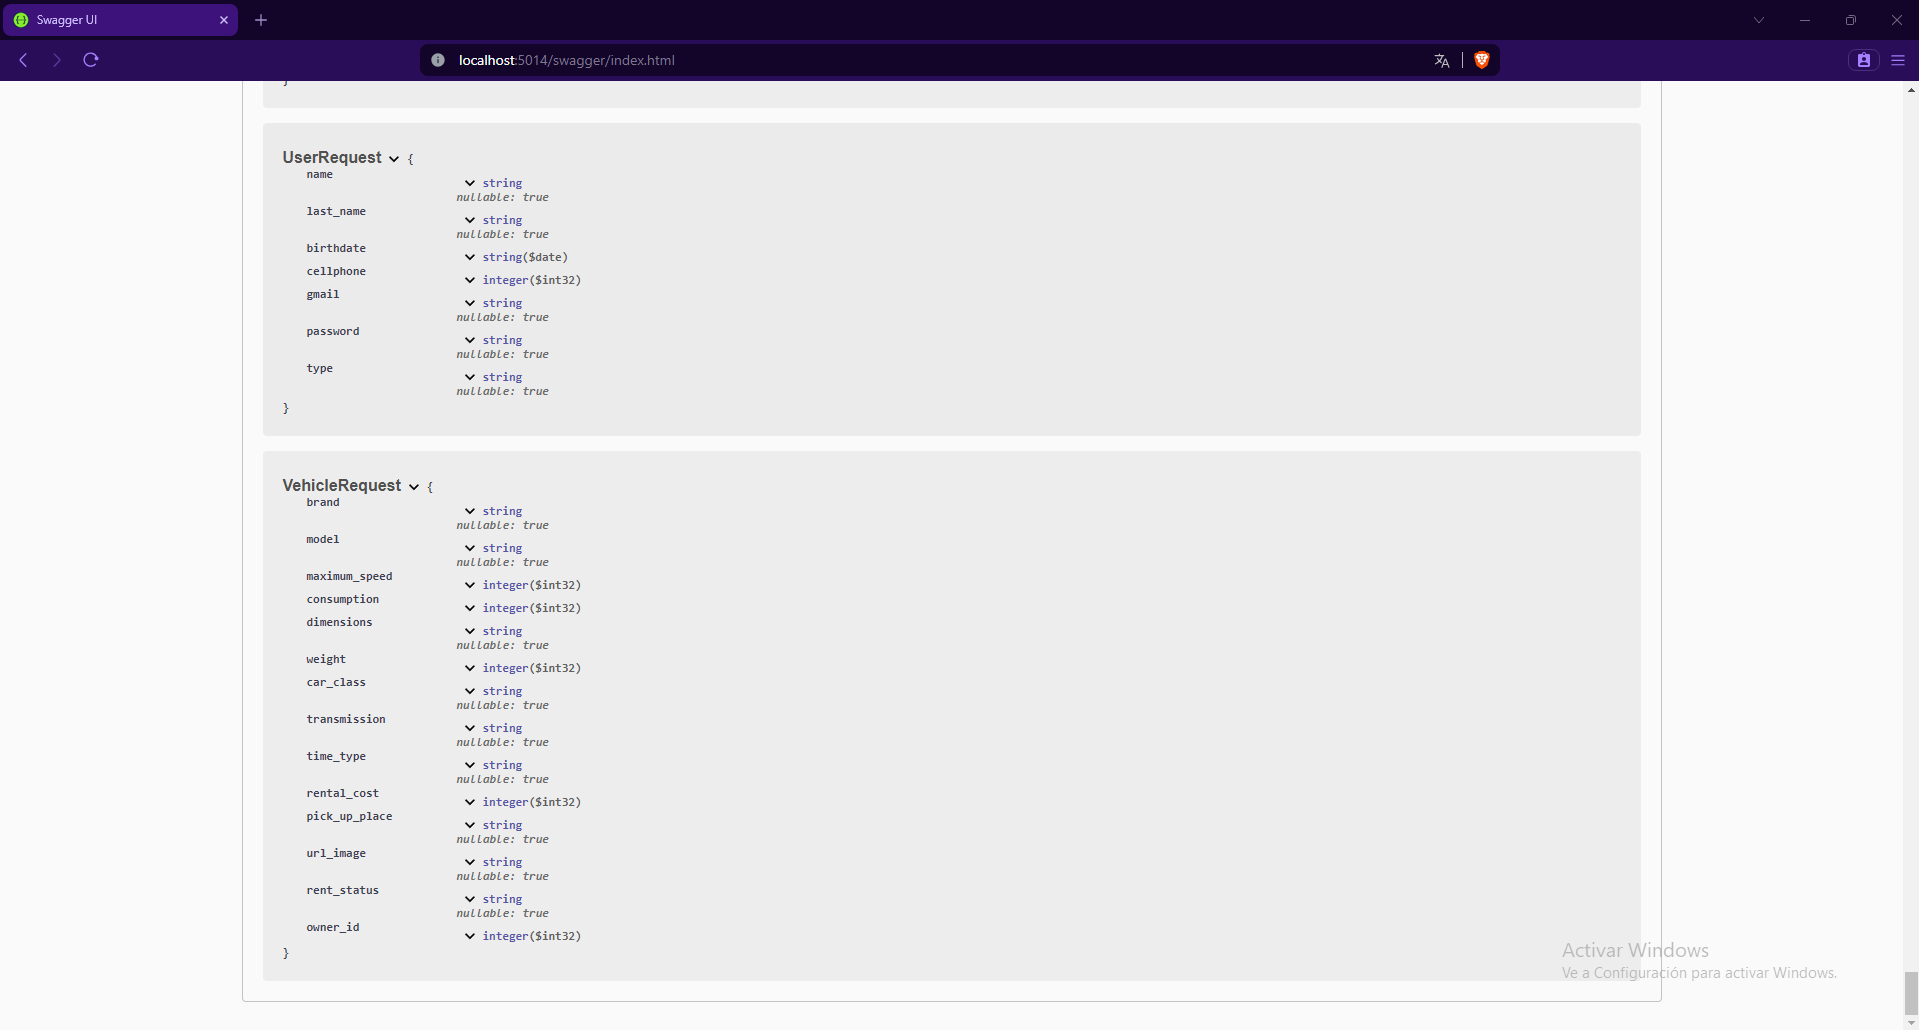 Swagger UI
localhost:5014/swagger/index.html
}
UserRequest {
name
string
nullable: true
last_name
string
nullable: true
birthdate
string($date)
cellphone
integer($int32)
gmail
string
nullable: true
password
string
nullable: true
type
string
nullable: true
}
VehicleRequest {
brand
string
nullable: true
model
string
nullable: true
maximum_speed
integer($int32)
consumption
integer($int32)
dimensions
string
nullable: true
weight
integer($int32)
car_class
string
nullable: true
transmission
string
nullable: true
time_type
string
nullable: true
rental_cost
integer($int32)
pick_up_place
string
nullable: true
url_image
string
nullable: true
rent_status
string
nullable: true
owner_id
integer($int32)
}
Activar Windows
Ve a Configuración para activar Windows.